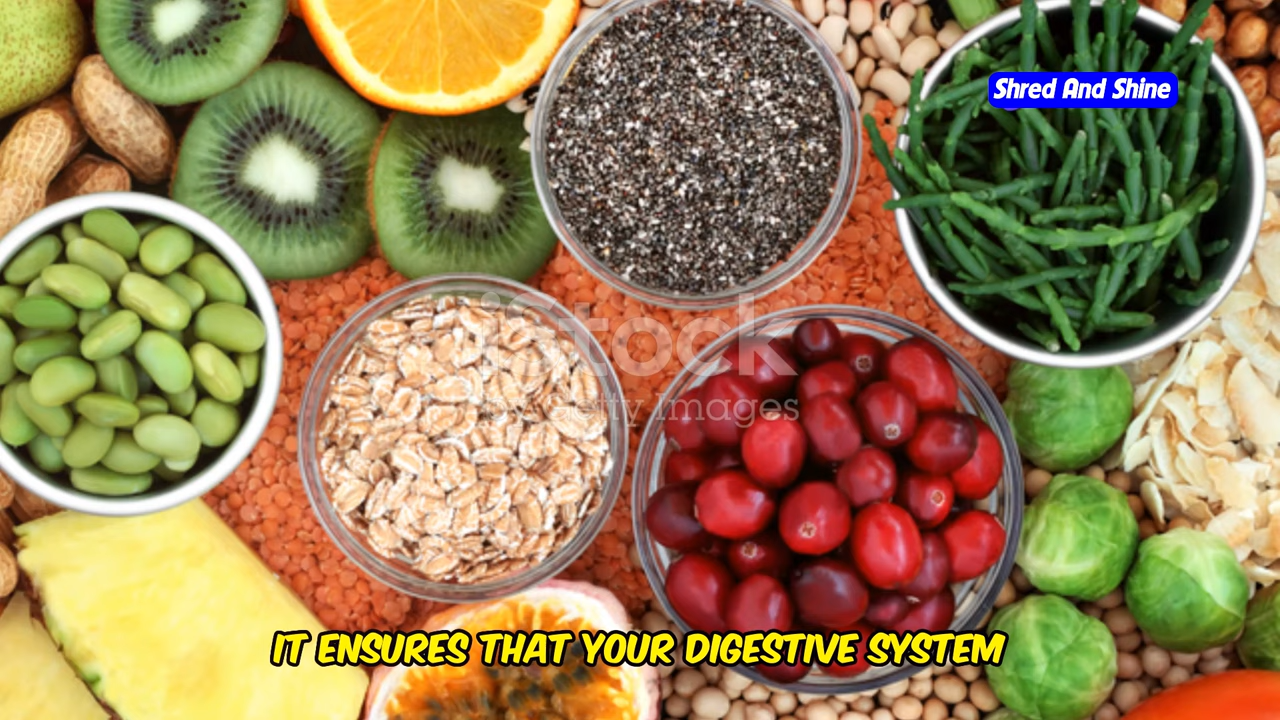 Shred And Shine
iStock
by Getty Images
IT ENSURES THAT YOUR DIGESTIVE SYSTEM